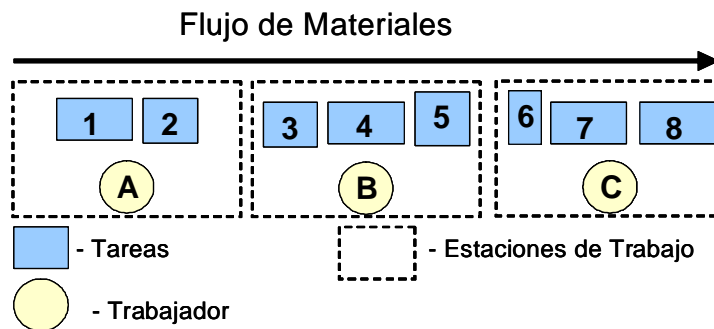 Flujo de Materiales
1 2 3 4 5 6 7 8
A B C
- Tareas
- Estaciones de Trabajo
- Trabajador